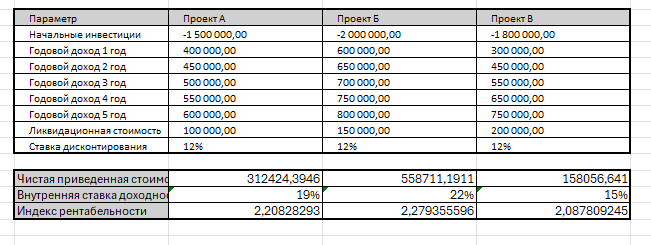 Параметр Проект А Проект Б Проект В
Начальные инвестиции -1 500 000,00 -2 000 000,00 -1 800 000,00
Годовой доход 1 год 400 000,00 600 000,00 300 000,00
Годовой доход 2 год 450 000,00 650 000,00 450 000,00
Годовой доход 3 год 500 000,00 700 000,00 550 000,00
Годовой доход 4 год 550 000,00 750 000,00 650 000,00
Годовой доход 5 год 600 000,00 800 000,00 750 000,00
Ликвидационная стоимость 100 000,00 150 000,00 200 000,00
Ставка дисконтирования 12% 12% 12%
Чистая приведенная стоимо 312424,3946 558711,1911 158056,641
Внутренняя ставка доходнос 19% 22% 15%
Индекс рентабельности 2,20828293 2,279355596 2,087809245